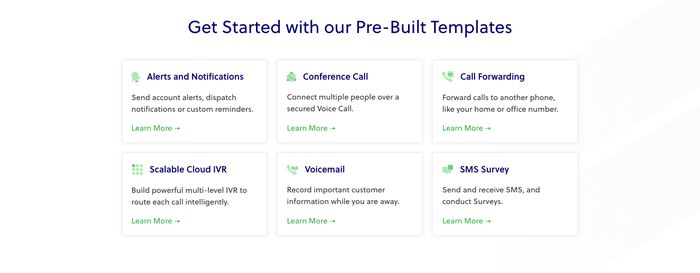 Get Started with our Pre-Built Templates
Alerts and Notifications
Send account alerts, dispatch
notifications or custom reminders.
Learn More →
Conference Call
Connect multiple people over a
secured Voice Call.
Learn More →
Call Forwarding
Forward calls to another phone,
like your home or office number.
Learn More →
Scalable Cloud IVR
Build powerful multi-level IVR to
route each call intelligently.
Learn More →
Voicemail
Record important customer
information while you are away.
Learn More →
SMS Survey
Send and receive SMS, and
conduct Surveys.
Learn More →